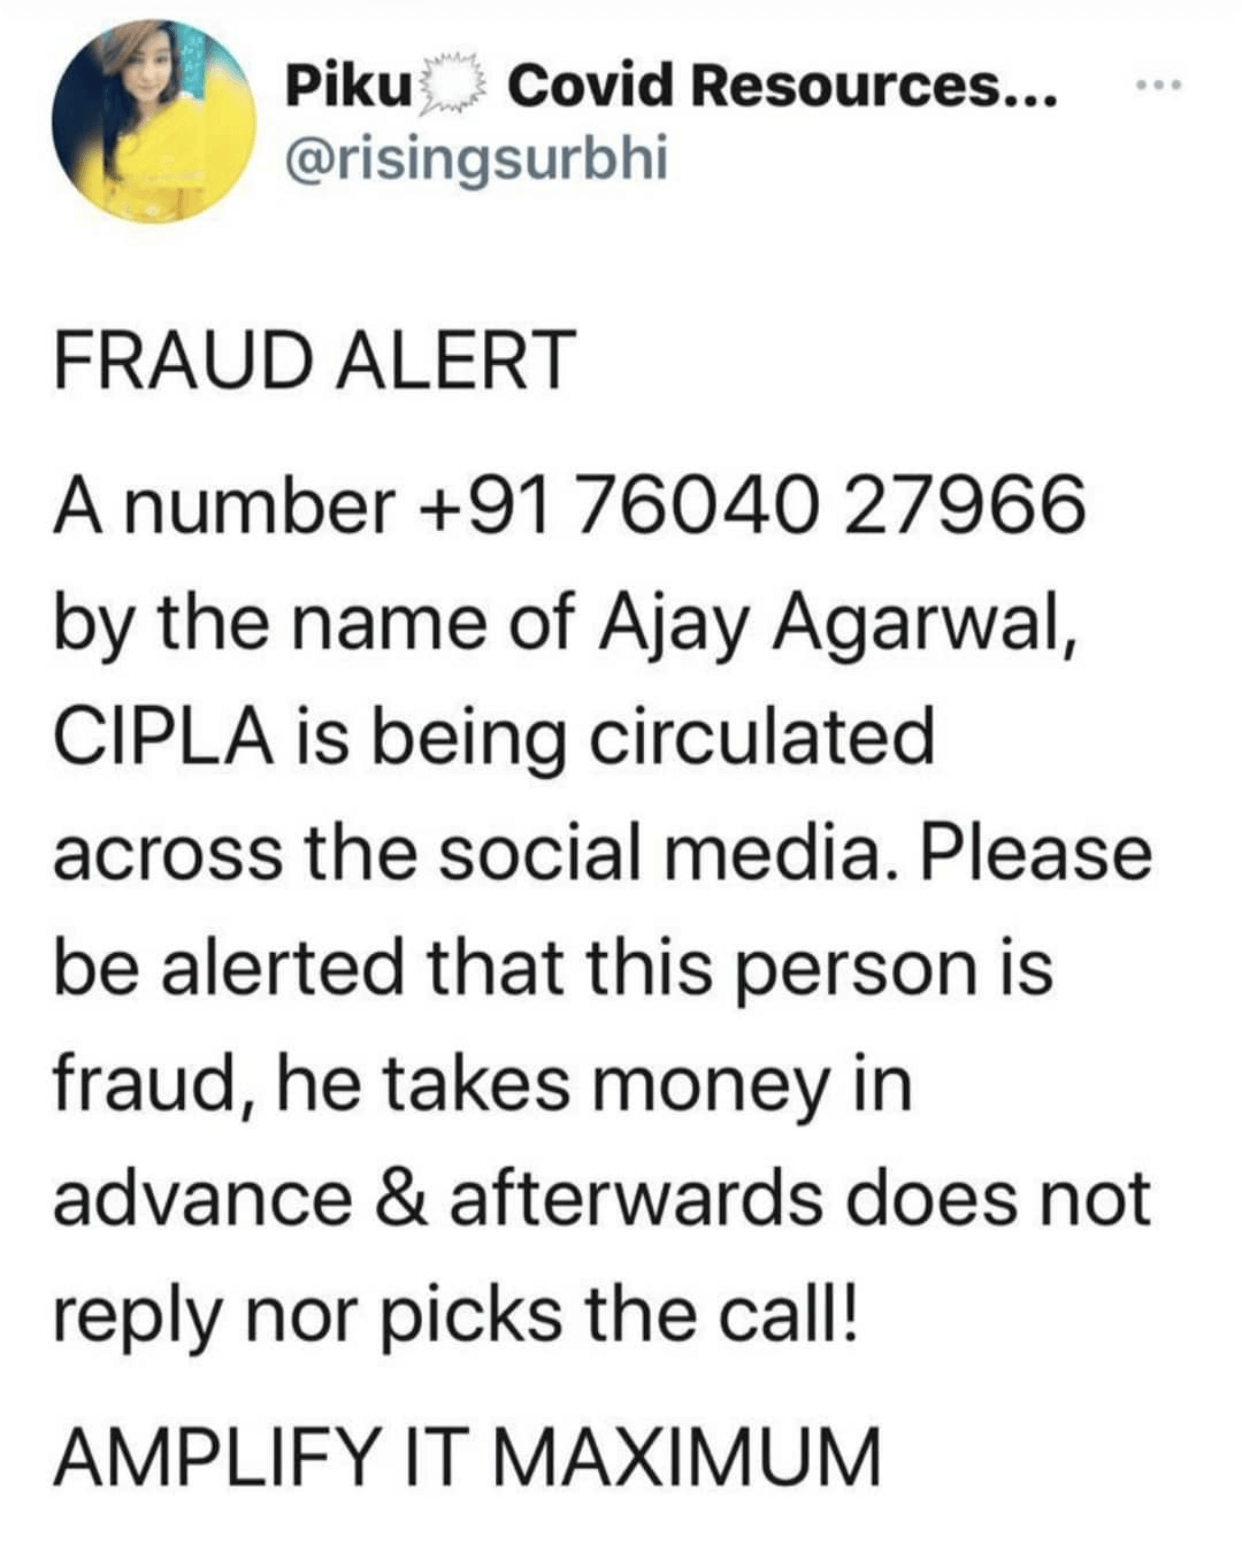 Piku🗯 Covid Resources...
@risingsurbhi
FRAUD ALERT
A number +91 76040 27966
by the name of Ajay Agarwal,
CIPLA is being circulated
across the social media. Please
be alerted that this person is
fraud, he takes money in
advance & afterwards does not
reply nor picks the call!
AMPLIFY IT MAXIMUM